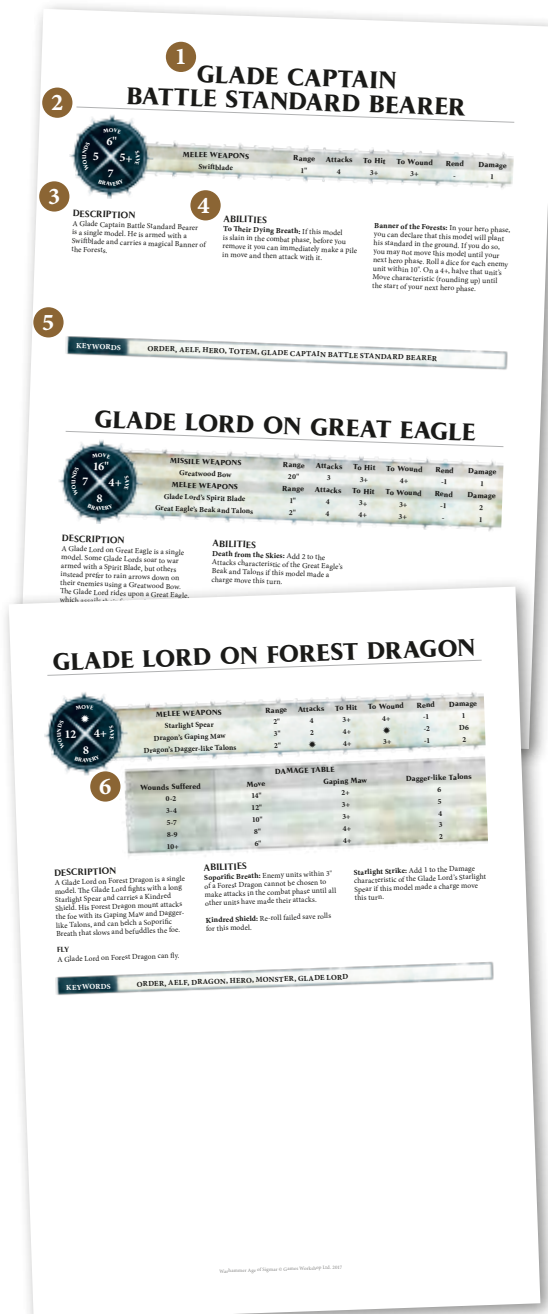 1
GLADE CAPTAIN
BATTLE STANDARD BEARER
2
MOVE
6"
WOUNDS 5 5+ SAVE
7
BRAVERY
MELEE WEAPONS Range Attacks To Hit To Wound Rend Damage
Swiftblade 1" 4 3+ 3+ - 1
3
DESCRIPTION
A Glade Captain Battle Standard Bearer
is a single model. He is armed with a
Swiftblade and carries a magical Banner of
the Forests.
4
ABILITIES
To Their Dying Breath: If this model
is slain in the combat phase, before you
remove it you can immediately make a pile
in move and then attack with it.
Banner of the Forests: In your hero phase,
you can declare that this model will plant
his standard in the ground. If you do so,
you may not move this model until your
next hero phase. Roll a dice for each enemy
unit within 10". On a 4+, halve that unit's
Move characteristic (rounding up) until
the start of your next hero phase.
5
KEYWORDS ORDER, AELF, HERO, TOTEM, GLADE CAPTAIN BATTLE STANDARD BEARER
GLADE LORD ON GREAT EAGLE
MOVE
16"
WOUNDS 7 4+ SAVE
8
BRAVERY
MISSILE WEAPONS Range Attacks To Hit To Wound Rend Damage
Greatwood Bow 20" 3 3+ 4+ -1 1
MELEE WEAPONS Range Attacks To Hit To Wound Rend Damage
Glade Lord's Spirit Blade 1" 4 3+ 3+ -1 2
Great Eagle's Beak and Talons 2" 4 4+ 3+ - 1
DESCRIPTION
A Glade Lord on Great Eagle is a single
model. Some Glade Lords soar to war
armed with a Spirit Blade, but others
instead prefer to rain arrows down on
their enemies using a Greatwood Bow.
The Glade Lord rides upon a Great Eagle,
which
ABILITIES
Death from the Skies: Add 2 to the
Attacks characteristic of the Great Eagle's
Beak and Talons if this model made a
charge move this turn.
GLADE LORD ON FOREST DRAGON
MOVE
✹
WOUNDS 12 4+ SAVE
8
BRAVERY
MELEE WEAPONS Range Attacks To Hit To Wound Rend Damage
Starlight Spear 2" 4 3+ 4+ -1 1
Dragon's Gaping Maw 3" 2 4+ ✹ -2 D6
Dragon's Dagger-like Talons 2" ✹ 4+ 3+ -1 2
6
DAMAGE TABLE
Wounds Suffered Move Gaping Maw Dagger-like Talons
0-2 14" 2+ 6
3-4 12" 3+ 5
5-7 10" 3+ 4
8-9 8" 4+ 3
10+ 6" 4+ 2
DESCRIPTION
A Glade Lord on Forest Dragon is a single
model. The Glade Lord fights with a long
Starlight Spear and carries a Kindred
Shield. His Forest Dragon mount attacks
the foe with its Gaping Maw and Dagger-
like Talons, and can belch a Soporific
Breath that slows and befuddles the foe.
FLY
A Glade Lord on Forest Dragon can fly.
ABILITIES
Soporific Breath: Enemy units within 3"
of a Forest Dragon cannot be chosen to
make attacks in the combat phase until all
other units have made their attacks.
Kindred Shield: Re-roll failed save rolls
for this model.
Starlight Strike: Add 1 to the Damage
characteristic of the Glade Lord's Starlight
Spear if this model made a charge move
this turn.
KEYWORDS ORDER, AELF, DRAGON, HERO, MONSTER, GLADE LORD
Warhammer Age of Sigmar © Games Workshop Ltd. 2017